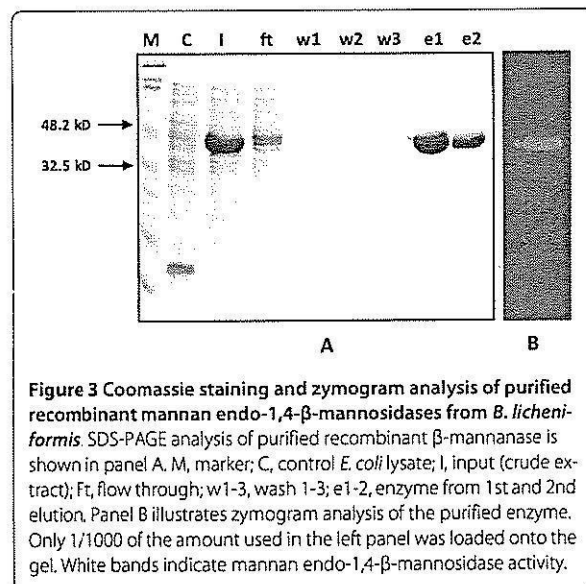 M C I ft w1 w2 w3 e1 e2
48.2 kD
32.5 kD
A B
Figure 3 Coomassie staining and zymogram analysis of purified
recombinant mannan endo-1,4-β-mannosidases from B. licheni-
formis. SDS-PAGE analysis of purified recombinant β-mannanase is
shown in panel A. M, marker; C, control E. coli lysate; I, input (crude ex-
tract); Ft, flow through; w1-3, wash 1-3; e1-2, enzyme from 1st and 2nd
elution. Panel B illustrates zymogram analysis of the purified enzyme.
Only 1/1000 of the amount used in the left panel was loaded onto the
gel. White bands indicate mannan endo-1,4-β-mannosidase activity.